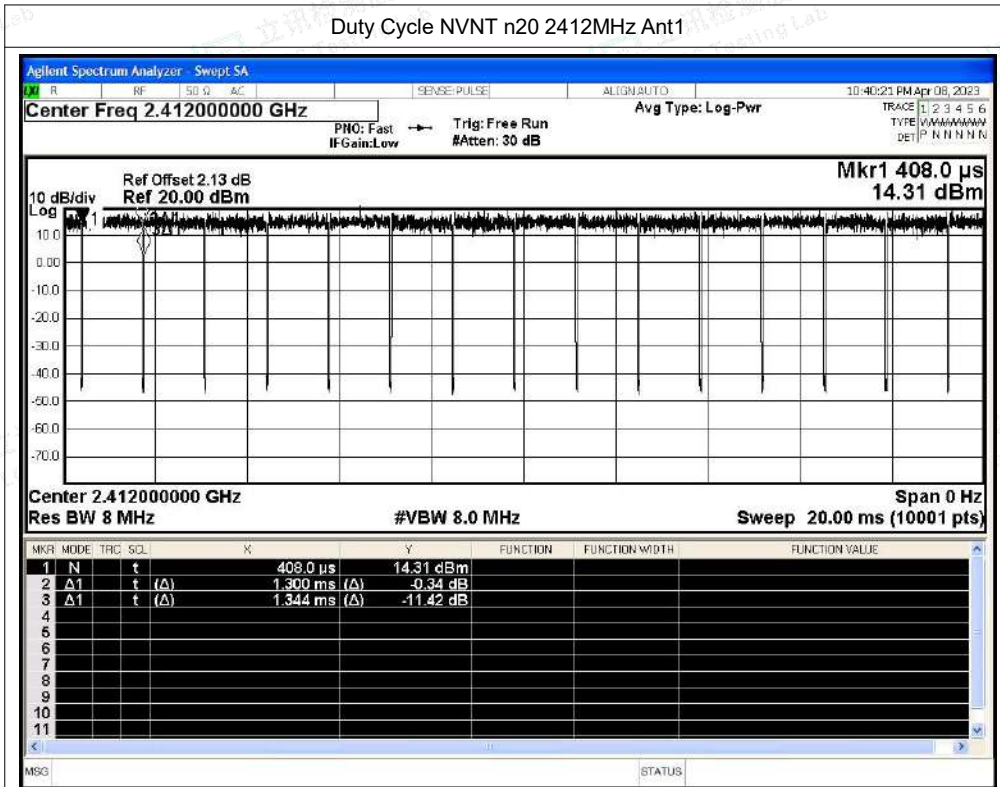 Duty Cycle NVNT n20 2412MHz Ant1
Agilent Spectrum Analyzer - Swept SA
LXI R RF 50 Ω AC SENSE:PULSE ALIGN AUTO 10:40:21 PM Apr 08, 2023
Center Freq 2.412000000 GHz Avg Type: Log-Pwr TRACE 1 2 3 4 5 6
PNO: Fast Trig: Free Run TYPE WWWWWWW
IFGain:Low #Atten: 30 dB DET P N N N N N
Mkr1 408.0 µs
Ref Offset 2.13 dB
10 dB/div Ref 20.00 dBm 14.31 dBm
Log
1
3Δ1
10.0
0.00
-10.0
-20.0
-30.0
-40.0
-50.0
-60.0
-70.0
Center 2.412000000 GHz Span 0 Hz
Res BW 8 MHz #VBW 8.0 MHz Sweep 20.00 ms (10001 pts)
MKR MODE TRC SCL X Y FUNCTION FUNCTION WIDTH FUNCTION VALUE
1 N t 408.0 µs 14.31 dBm
2 Δ1 t (Δ) 1.300 ms (Δ) -0.34 dB
3 Δ1 t (Δ) 1.344 ms (Δ) -11.42 dB
4
5
6
7
8
9
10
11
MSG STATUS